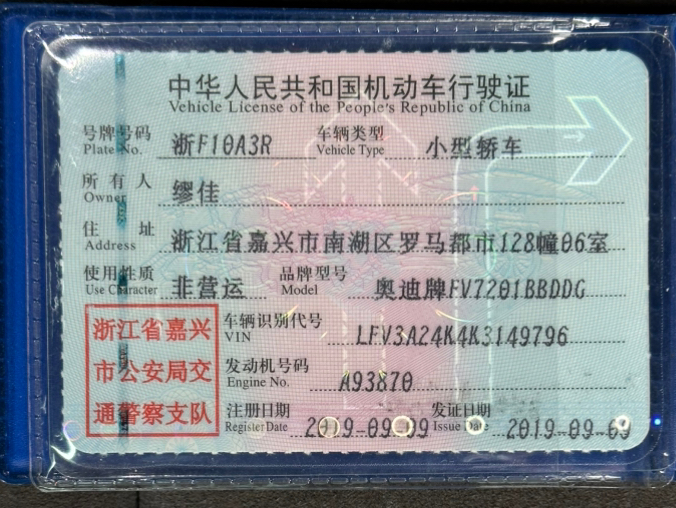 中华人民共和国机动车行驶证
Vehicle License of the People's Republic of China
号牌号码 浙F10A3R 车辆类型 小型轿车
Plate No. Vehicle Type
所有人 缪佳
Owner
住址 浙江省嘉兴市南湖区罗马都市128幢06室
Address
使用性质 非营运 品牌型号 奥迪牌FV7201BBDDG
Use Character Model
浙江省嘉兴
市公安局交
通警察支队
车辆识别代号 LFV3A24K4K3149796
VIN
发动机号码 A93870
Engine No.
注册日期 2019-09-09 发证日期 2019-09-09
Register Date Issue Date